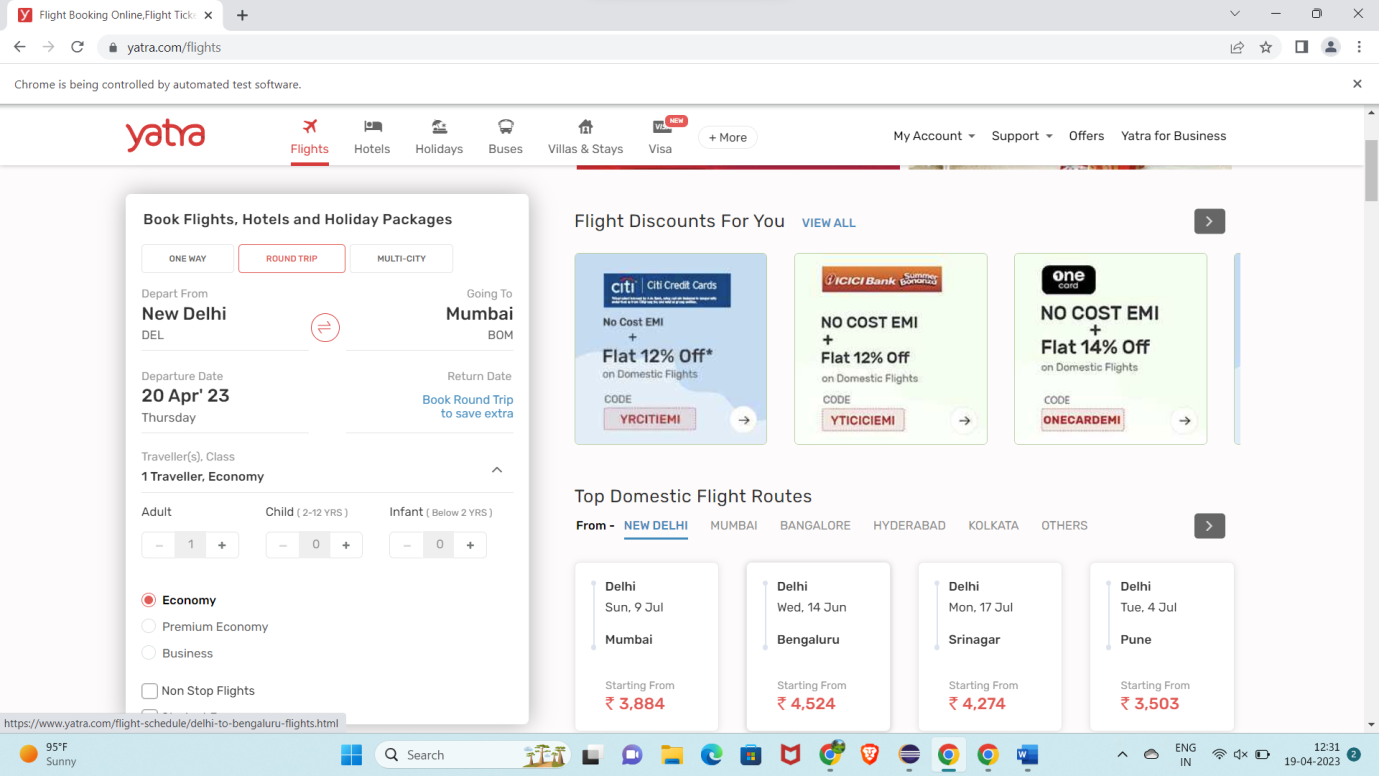 Flight Booking Online,Flight Ticke
yatra.com/flights
Chrome is being controlled by automated test software.
yatra
Flights
Hotels
Holidays
Buses
Villas & Stays
VISA
NEW
Visa
+ More
My Account
Support
Offers
Yatra for Business
Book Flights, Hotels and Holiday Packages
ONE WAY
ROUND TRIP
MULTI-CITY
Depart From
Going To
New Delhi
Mumbai
DEL
BOM
Departure Date
Return Date
20 Apr' 23
Book Round Trip
to save extra
Thursday
Traveller(s), Class
1 Traveller, Economy
Adult
Child ( 2-12 YRS )
Infant ( Below 2 YRS )
– 1 +
– 0 +
– 0 +
Economy
Premium Economy
Business
Non Stop Flights
https://www.yatra.com/flight-schedule/delhi-to-bengaluru-flights.html
Flight Discounts For You
VIEW ALL
citi Citi Credit Cards
No Cost EMI
+
Flat 12% Off*
on Domestic Flights
CODE
YRCITIEMI
ICICI Bank Summer Bonanza
NO COST EMI
+
Flat 12% Off
on Domestic Flights
CODE
YTICICIEMI
one
card
NO COST EMI
+
Flat 14% Off
on Domestic Flights
CODE
ONECARDEMI
Top Domestic Flight Routes
From - NEW DELHI MUMBAI BANGALORE HYDERABAD KOLKATA OTHERS
Delhi
Sun, 9 Jul
Mumbai
Starting From
₹ 3,884
Delhi
Wed, 14 Jun
Bengaluru
Starting From
₹ 4,524
Delhi
Mon, 17 Jul
Srinagar
Starting From
₹ 4,274
Delhi
Tue, 4 Jul
Pune
Starting From
₹ 3,503
95°F
Sunny
Search
ENG
IN
12:31
19-04-2023
2